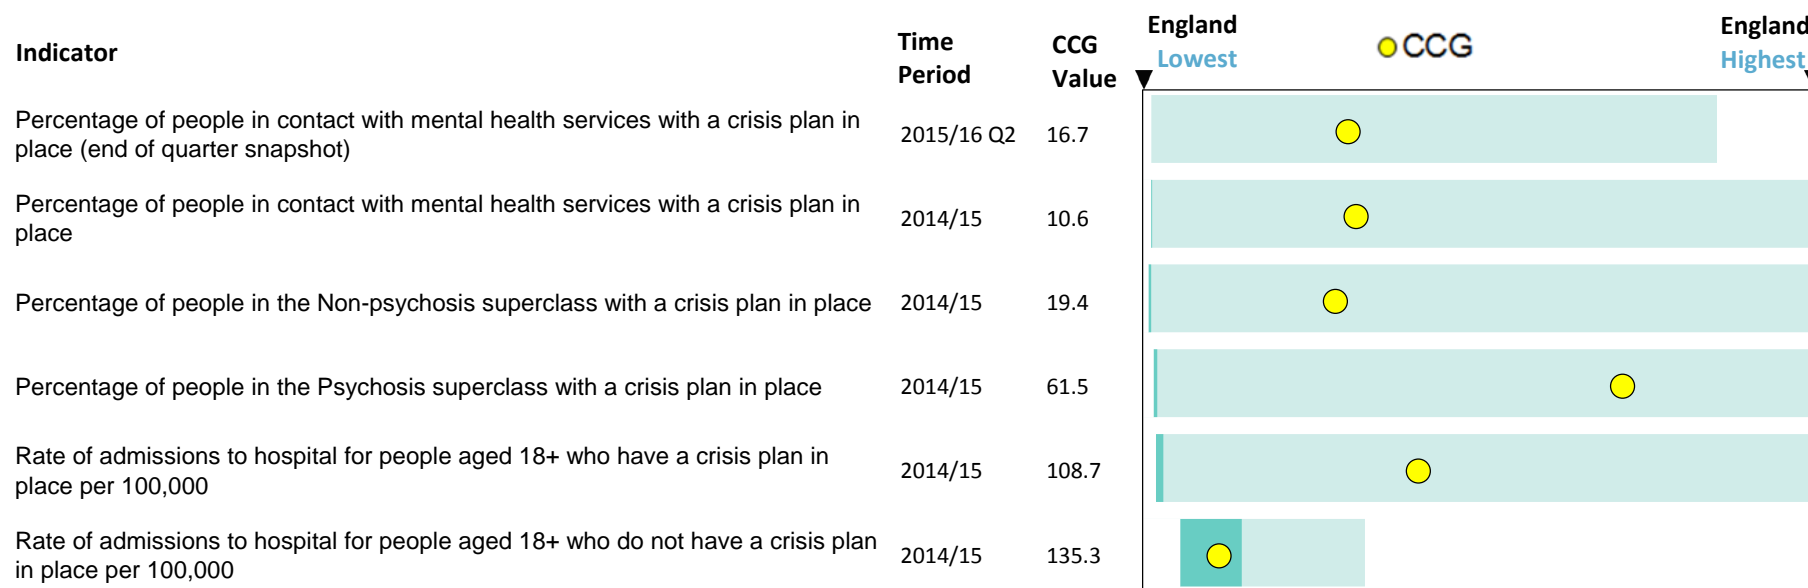 Indicator
Time Period
CCG Value
England Lowest
CCG
England Highest
Percentage of people in contact with mental health services with a crisis plan in
place (end of quarter snapshot)
2015/16 Q2
16.7
Percentage of people in contact with mental health services with a crisis plan in
place
2014/15
10.6
Percentage of people in the Non-psychosis superclass with a crisis plan in place
2014/15
19.4
Percentage of people in the Psychosis superclass with a crisis plan in place
2014/15
61.5
Rate of admissions to hospital for people aged 18+ who have a crisis plan in
place per 100,000
2014/15
108.7
Rate of admissions to hospital for people aged 18+ who do not have a crisis plan
in place per 100,000
2014/15
135.3